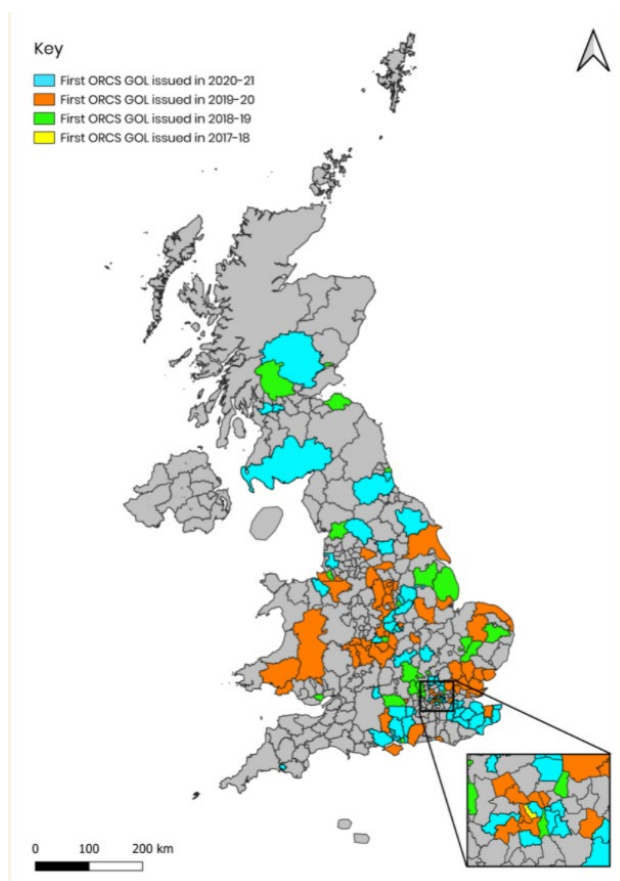 Key
First ORCS GOL issued in 2020-21
First ORCS GOL issued in 2019-20
First ORCS GOL issued in 2018-19
First ORCS GOL issued in 2017-18
0 100 200 km